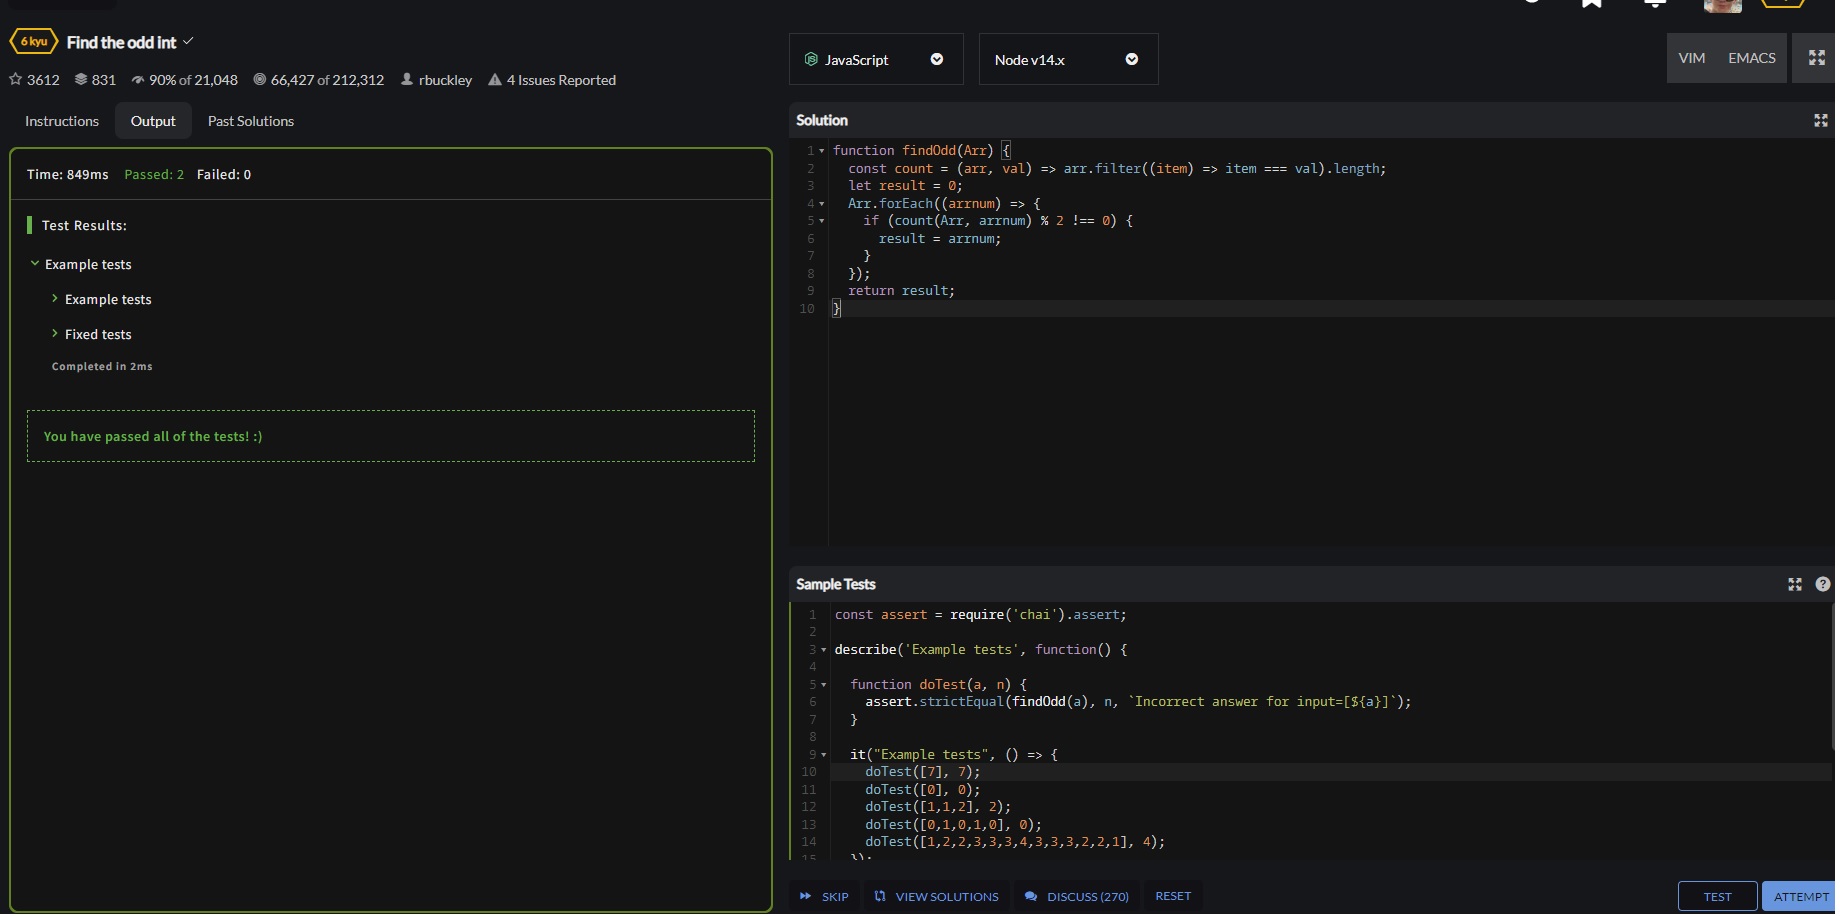 6 kyu Find the odd int
3612 831 90% of 21,048 66,427 of 212,312 rbuckley 4 Issues Reported
Instructions Output Past Solutions
Time: 849ms Passed: 2 Failed: 0
Test Results:
Example tests
Example tests
Fixed tests
Completed in 2ms
You have passed all of the tests! :)
JavaScript Node v14.x VIM EMACS
Solution
1 function findOdd(Arr) {
2 const count = (arr, val) => arr.filter((item) => item === val).length;
3 let result = 0;
4 Arr.forEach((arrnum) => {
5 if (count(Arr, arrnum) % 2 !== 0) {
6 result = arrnum;
7 }
8 });
9 return result;
10 }
Sample Tests
1 const assert = require('chai').assert;
2
3 describe('Example tests', function() {
4
5 function doTest(a, n) {
6 assert.strictEqual(findOdd(a), n, `Incorrect answer for input=[${a}]`);
7 }
8
9 it("Example tests", () => {
10 doTest([7], 7);
11 doTest([0], 0);
12 doTest([1,1,2], 2);
13 doTest([0,1,0,1,0], 0);
14 doTest([1,2,2,3,3,3,4,3,3,3,2,2,1], 4);
15 });
SKIP VIEW SOLUTIONS DISCUSS (270) RESET TEST ATTEMPT